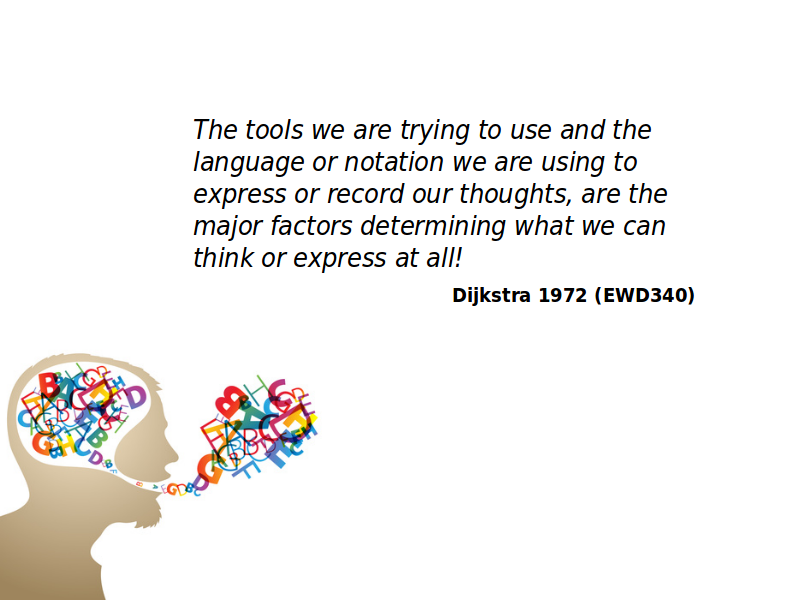 The tools we are trying to use and the
language or notation we are using to
express or record our thoughts, are the
major factors determining what we can
think or express at all!
Dijkstra 1972 (EWD340)